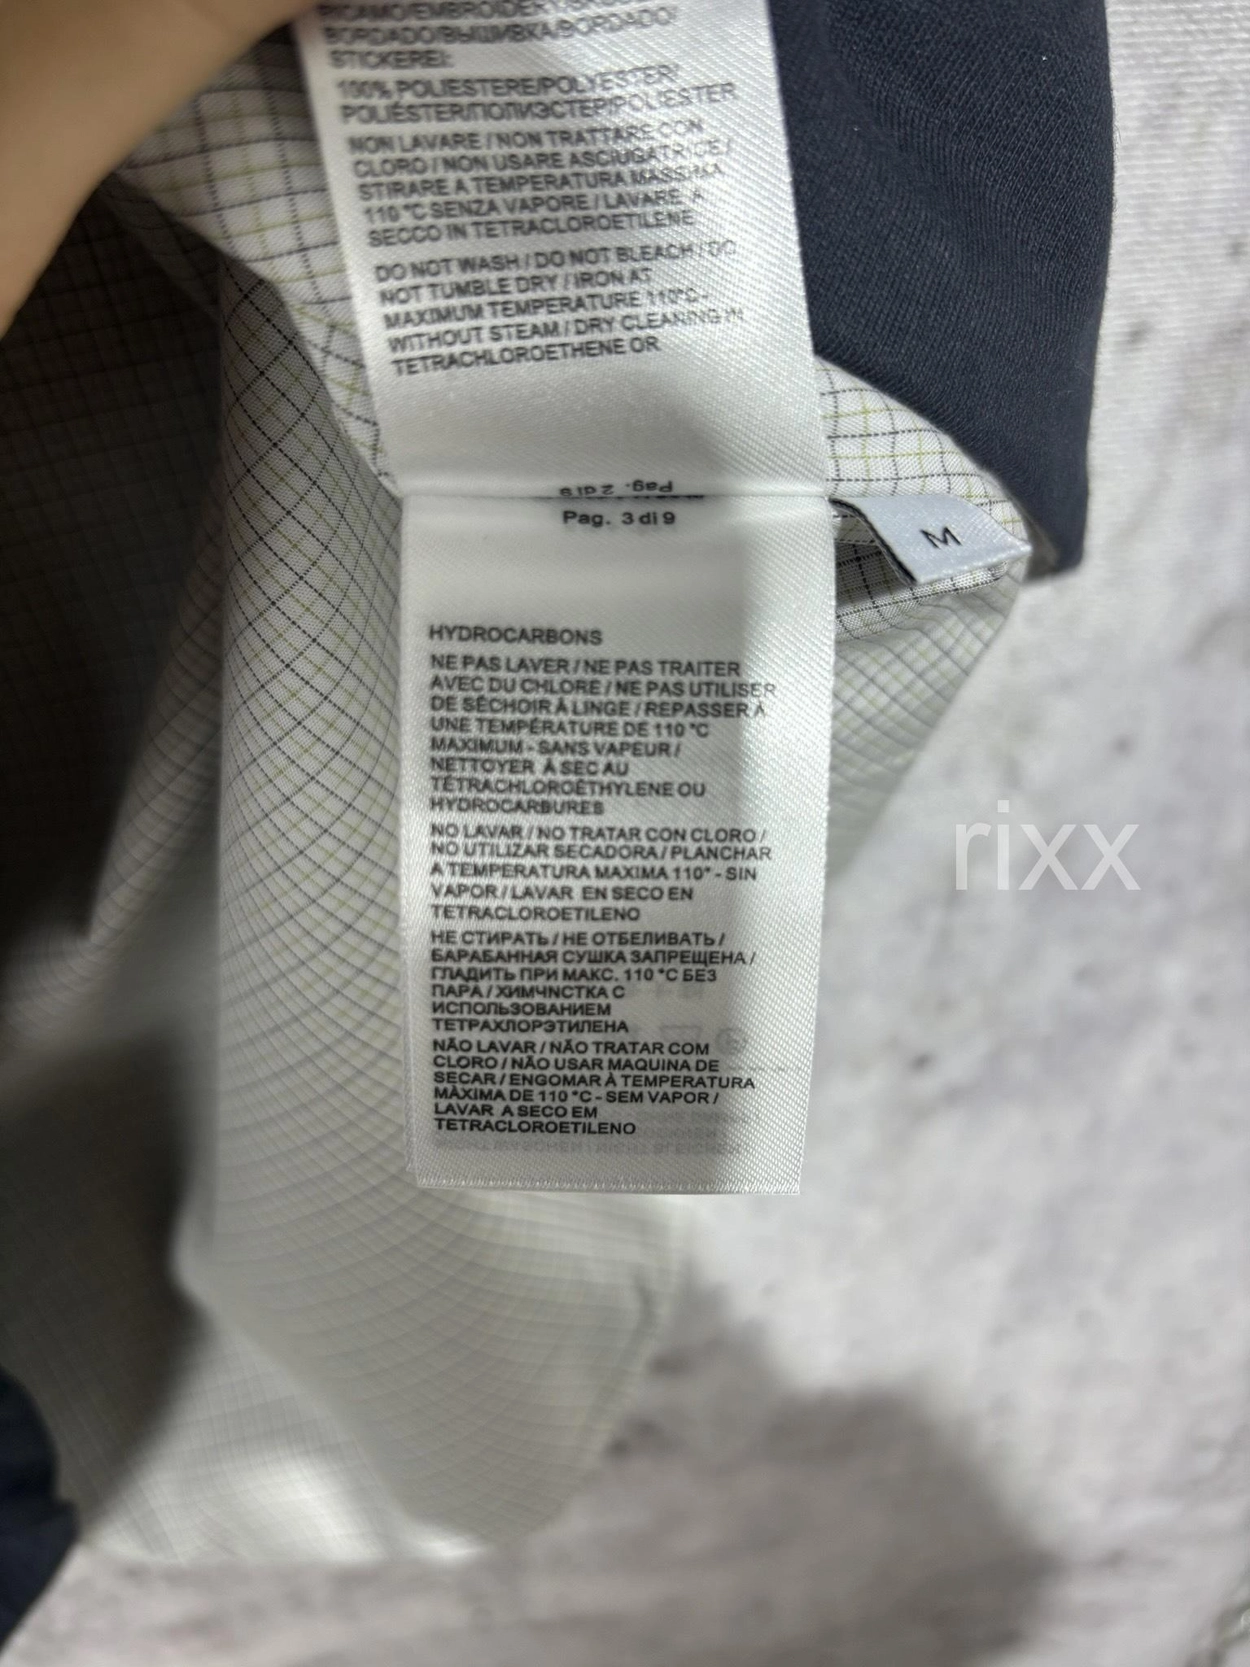 RICAMO/EMBROIDERY/
BORDADO/ВЫШИВКА/BORDADO/
STICKEREI:
100% POLIESTERE/POLYESTER/
POLIÉSTER/ПОЛИЭСТЕР/POLIESTER
NON LAVARE / NON TRATTARE CON
CLORO / NON USARE ASCIUGATRICE /
STIRARE A TEMPERATURA MASSIMA
110 °C SENZA VAPORE / LAVARE A
SECCO IN TETRACLOROETILENE
DO NOT WASH / DO NOT BLEACH / DO
NOT TUMBLE DRY / IRON AT
MAXIMUM TEMPERATURE 110°C -
WITHOUT STEAM / DRY CLEANING IN
TETRACHLOROETHENE OR
Pag. 2 di 9
Pag. 3 di 9
M
HYDROCARBONS
NE PAS LAVER / NE PAS TRAITER
AVEC DU CHLORE / NE PAS UTILISER
DE SÉCHOIR À LINGE / REPASSER À
UNE TEMPÉRATURE DE 110 °C
MAXIMUM - SANS VAPEUR /
NETTOYER À SEC AU
TÉTRACHLOROÉTHYLENE OU
HYDROCARBURES
NO LAVAR / NO TRATAR CON CLORO /
NO UTILIZAR SECADORA / PLANCHAR
A TEMPERATURA MAXIMA 110° - SIN
VAPOR / LAVAR EN SECO EN
TETRACLOROETILENO
НЕ СТИРАТЬ / НЕ ОТБЕЛИВАТЬ /
БАРАБАННАЯ СУШКА ЗАПРЕЩЕНА /
ГЛАДИТЬ ПРИ МАКС. 110 °C БЕЗ
ПАРА / ХИМЧИСТКА С
ИСПОЛЬЗОВАНИЕМ
ТЕТРАХЛОРЭТИЛЕНА
NÃO LAVAR / NÃO TRATAR COM
CLORO / NÃO USAR MAQUINA DE
SECAR / ENGOMAR À TEMPERATURA
MÀXIMA DE 110 °C - SEM VAPOR /
LAVAR A SECO EM
TETRACLOROETILENO
rixx